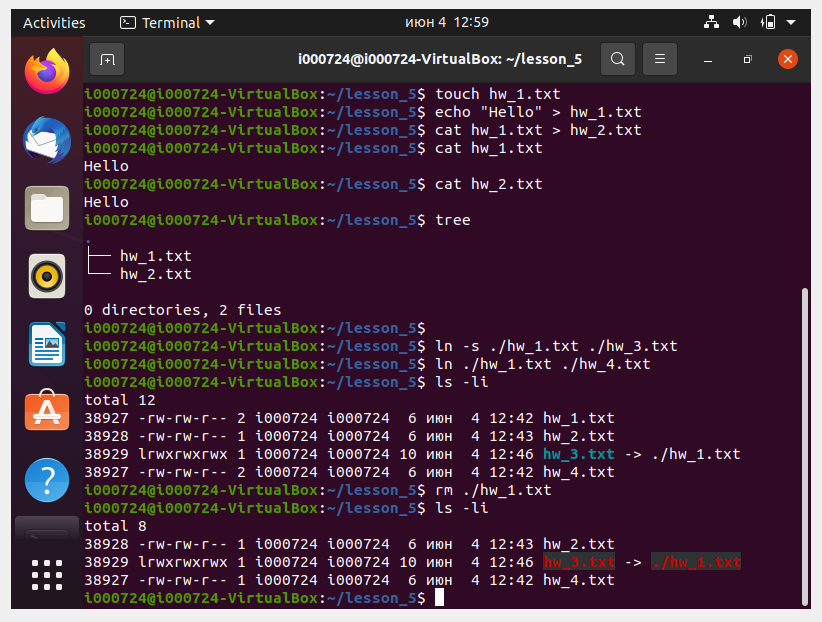 Activities Terminal июн 4 12:59
i000724@i000724-VirtualBox: ~/lesson_5
i000724@i000724-VirtualBox:~/lesson_5$ touch hw_1.txt
i000724@i000724-VirtualBox:~/lesson_5$ echo "Hello" > hw_1.txt
i000724@i000724-VirtualBox:~/lesson_5$ cat hw_1.txt > hw_2.txt
i000724@i000724-VirtualBox:~/lesson_5$ cat hw_1.txt
Hello
i000724@i000724-VirtualBox:~/lesson_5$ cat hw_2.txt
Hello
i000724@i000724-VirtualBox:~/lesson_5$ tree
.
├── hw_1.txt
└── hw_2.txt
0 directories, 2 files
i000724@i000724-VirtualBox:~/lesson_5$
i000724@i000724-VirtualBox:~/lesson_5$ ln -s ./hw_1.txt ./hw_3.txt
i000724@i000724-VirtualBox:~/lesson_5$ ln ./hw_1.txt ./hw_4.txt
i000724@i000724-VirtualBox:~/lesson_5$ ls -li
total 12
38927 -rw-rw-r-- 2 i000724 i000724  6 июн  4 12:42 hw_1.txt
38928 -rw-rw-r-- 1 i000724 i000724  6 июн  4 12:43 hw_2.txt
38929 lrwxrwxrwx 1 i000724 i000724 10 июн  4 12:46 hw_3.txt -> ./hw_1.txt
38927 -rw-rw-r-- 2 i000724 i000724  6 июн  4 12:42 hw_4.txt
i000724@i000724-VirtualBox:~/lesson_5$ rm ./hw_1.txt
i000724@i000724-VirtualBox:~/lesson_5$ ls -li
total 8
38928 -rw-rw-r-- 1 i000724 i000724  6 июн  4 12:43 hw_2.txt
38929 lrwxrwxrwx 1 i000724 i000724 10 июн  4 12:46 hw_3.txt -> ./hw_1.txt
38927 -rw-rw-r-- 1 i000724 i000724  6 июн  4 12:42 hw_4.txt
i000724@i000724-VirtualBox:~/lesson_5$